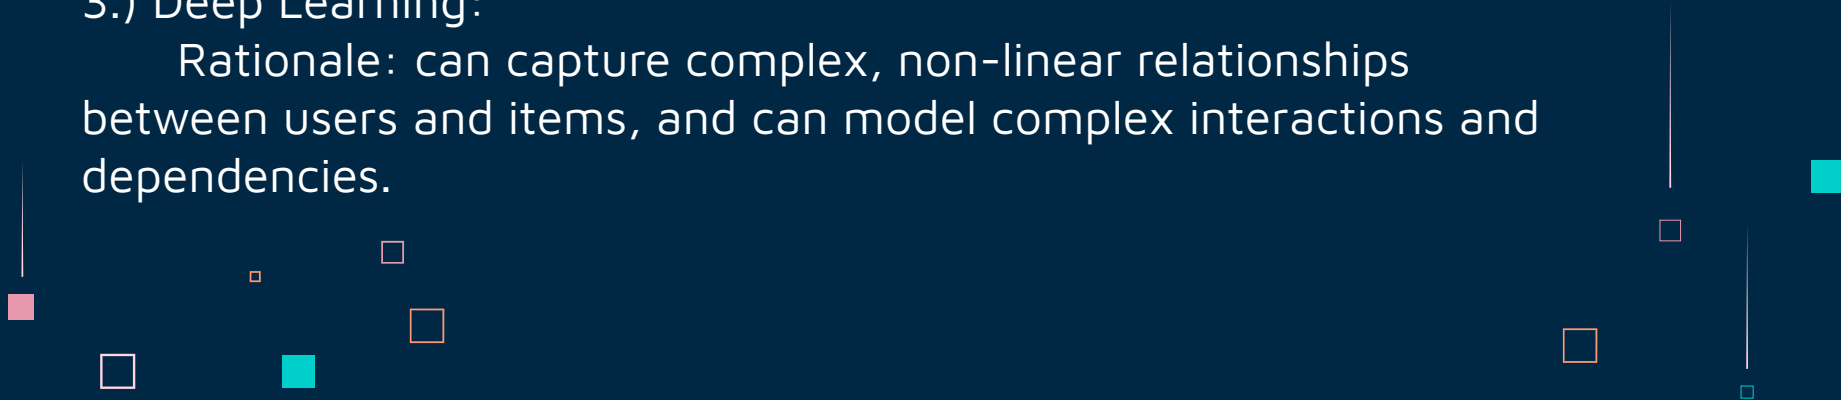 3.) Deep Learning:
Rationale: can capture complex, non-linear relationships
between users and items, and can model complex interactions and
dependencies.